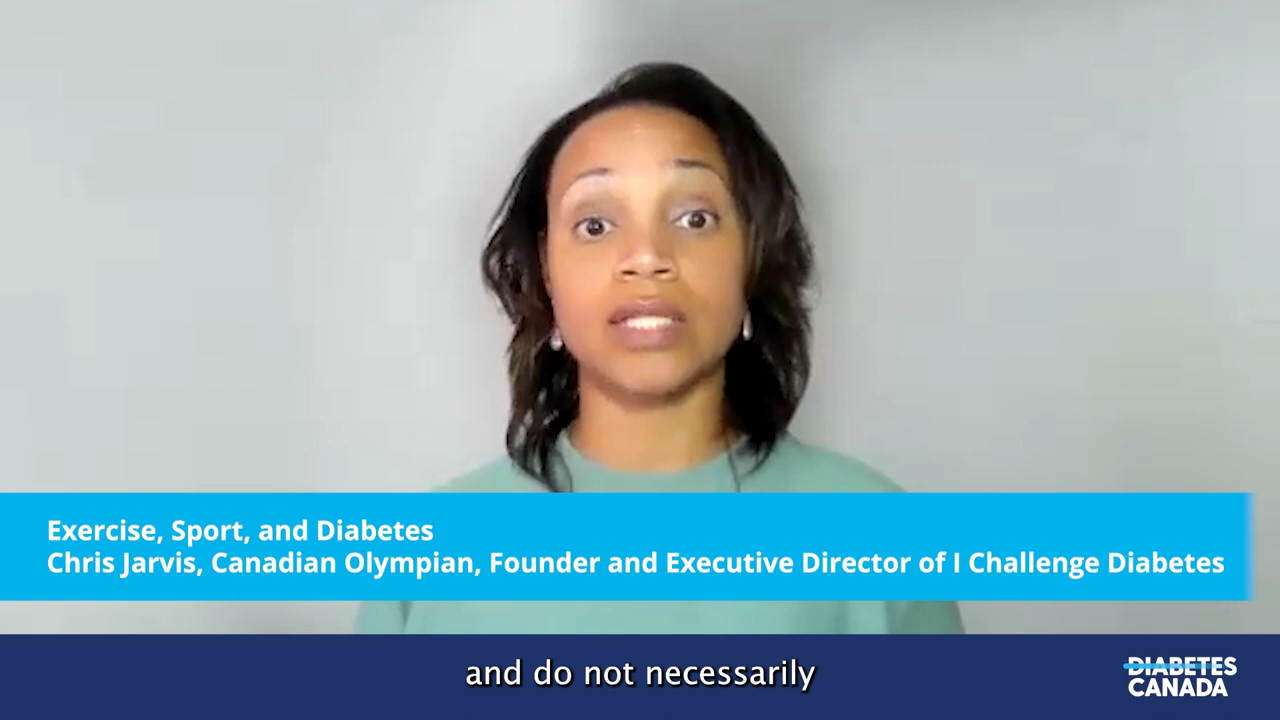 Exercise, Sport, and Diabetes
Chris Jarvis, Canadian Olympian, Founder and Executive Director of I Challenge Diabetes
and do not necessarily
DIABETES
CANADA